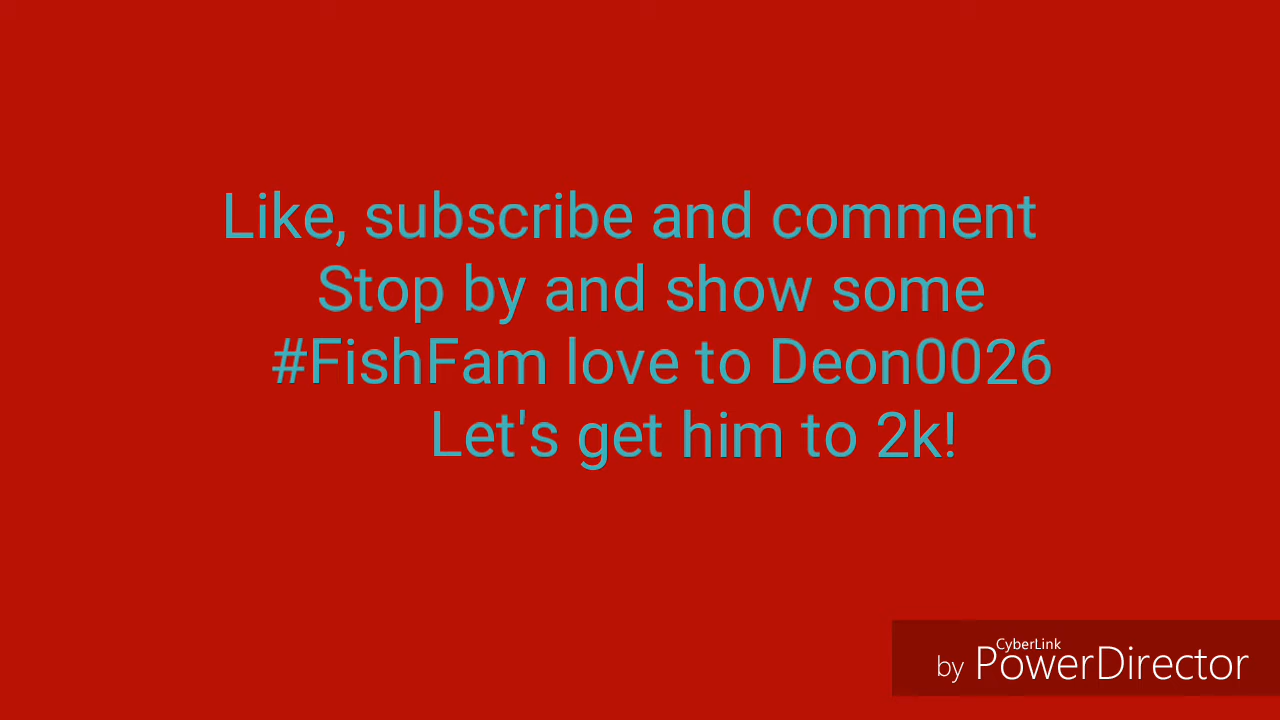 Like, subscribe and comment
Stop by and show some
#FishFam love to Deon0026
Let's get him to 2k!
CyberLink
by PowerDirector